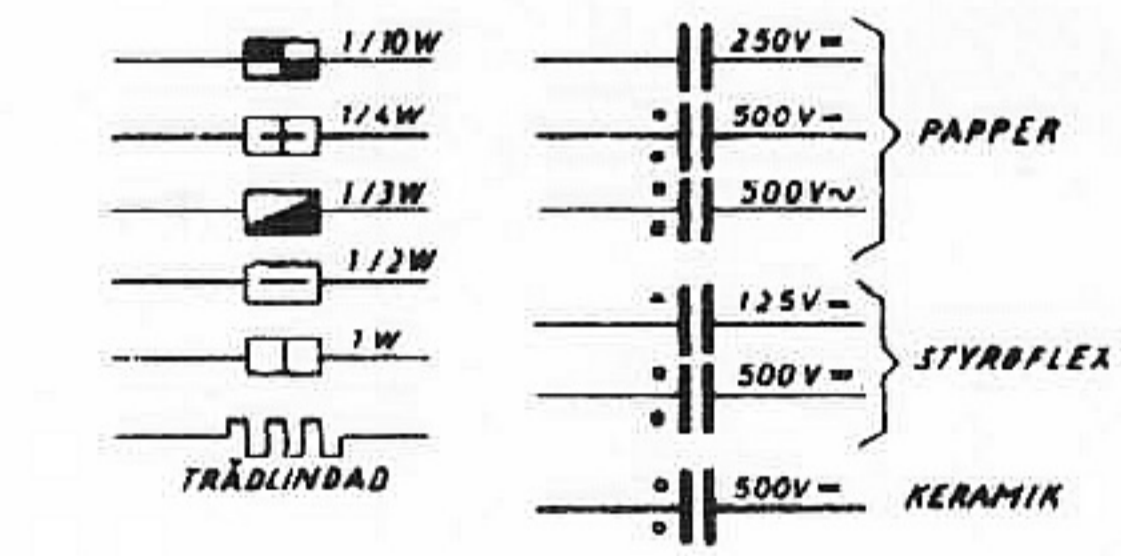 1/10W
1/4W
1/3W
1/2W
1W
TRÅDLINDAD
250V=
500V=
500V~
PAPPER
125V=
500V=
STYROFLEX
500V=
KERAMIK